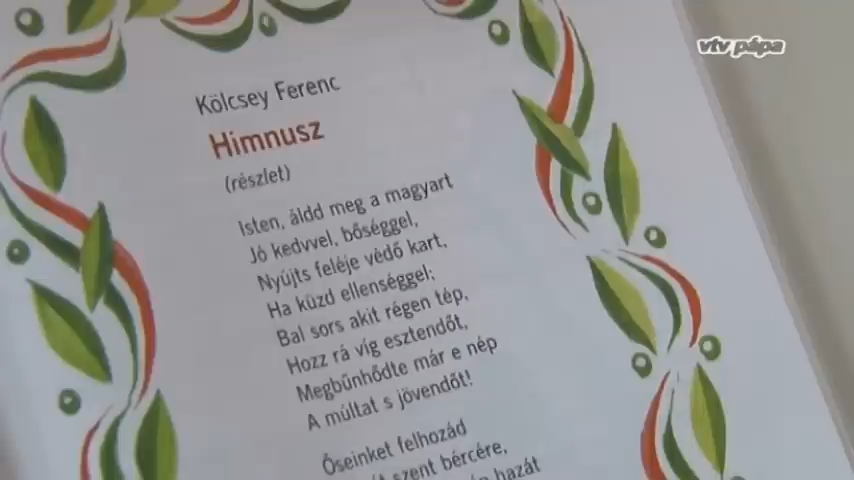 vtv pápa
Kölcsey Ferenc
Himnusz
(részlet)
Isten, áldd meg a magyart
Jó kedvvel, bőséggel,
Nyújts feléje védő kart,
Ha küzd ellenséggel;
Bal sors akit régen tép,
Hozz rá víg esztendőt,
Megbűnhődte már e nép
A múltat s jövendőt!
Őseinket felhozád
szent bércére,
hazát